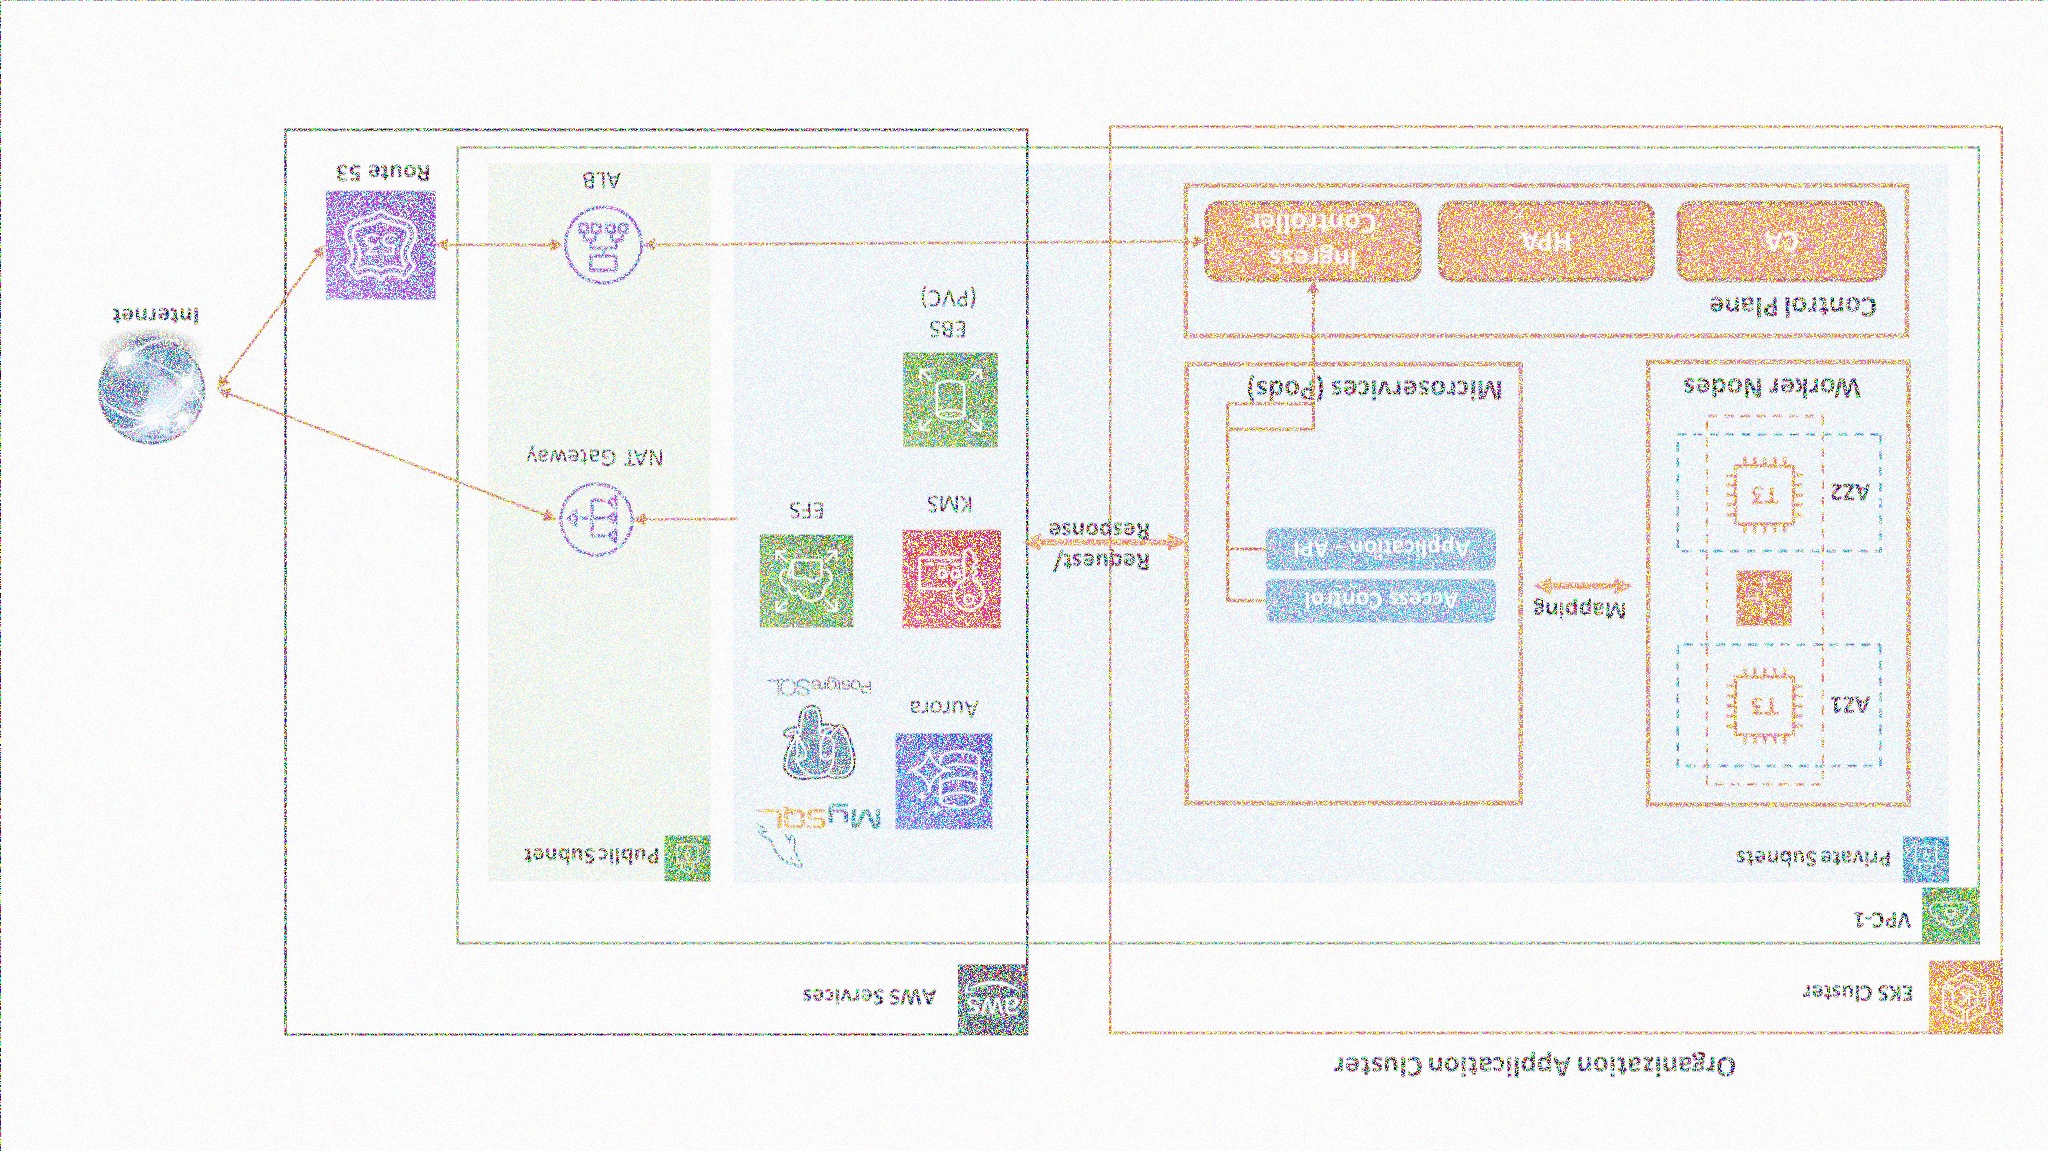 Organization Application Cluster
EKS Cluster
AWS Services
aws
VPC-1
Private Subnets
Public Subnet
Worker Nodes
AZ1
T3
AZ2
T3
Mapping
Microservices (Pods)
Access Control
Application - API
Request/
Response
Control Plane
CA
HPA
Ingress
Controller
MySQL
Aurora
PostgreSQL
KMS
EFS
EBS
(PVC)
NAT Gateway
ALB
53
Route 53
Internet